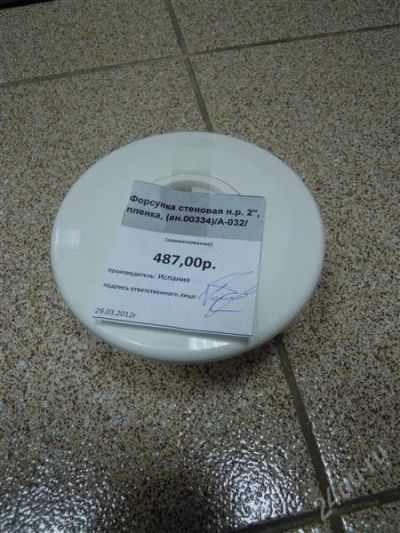 Форсунка стеновая н.р. 2",
пленка, (ан.00334)/А-032/
(наименование)
487,00р.
производитель: Испания
подпись ответственного лица:
29.03.2012г